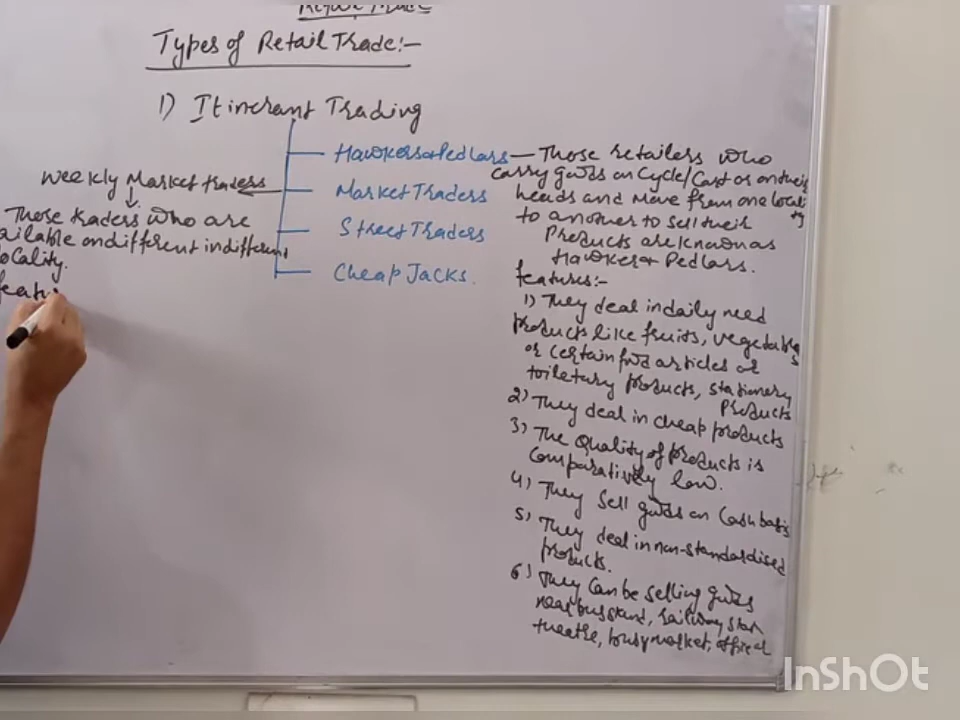 Types of Retail Trade:-
1) Itinerant Trading
Hawkers & Pedlars - Those retailers who
carry goods on cycle/Cart or on their
heads and move from one locality
to another to sell their
Products are known as
Hawker & Pedlars.
features:-
1) They deal in daily need
products like fruits, vegetables
or certain food articles or
toiletary products, stationery
products
2) They deal in cheap products
3) The Quality of products is
comparatively low.
4) They sell goods on Cash basis
5) They deal in non-standardised
products.
6) They can be selling goods
near bus stand, railway statn
theatre, busy market,
Market Traders
Street Traders
Cheap Jacks.
Weekly Market traders
Those traders who are
ailable on different in different
locality.
featu
InShOt